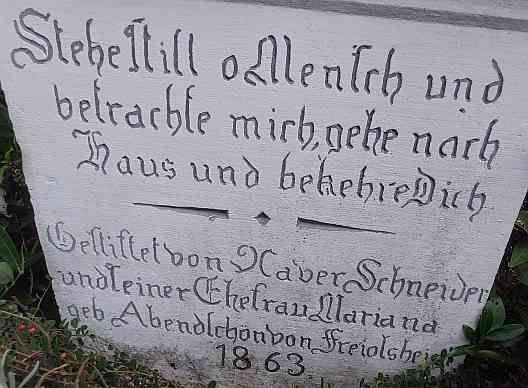 Stehe still o Mensch und
betrachte mich, gehe nach
Haus und bekehre Dich
Gestiftet von Xaver Schneider
und seiner Ehefrau Mariana
geb Abendschön von Freiolshei
1863.